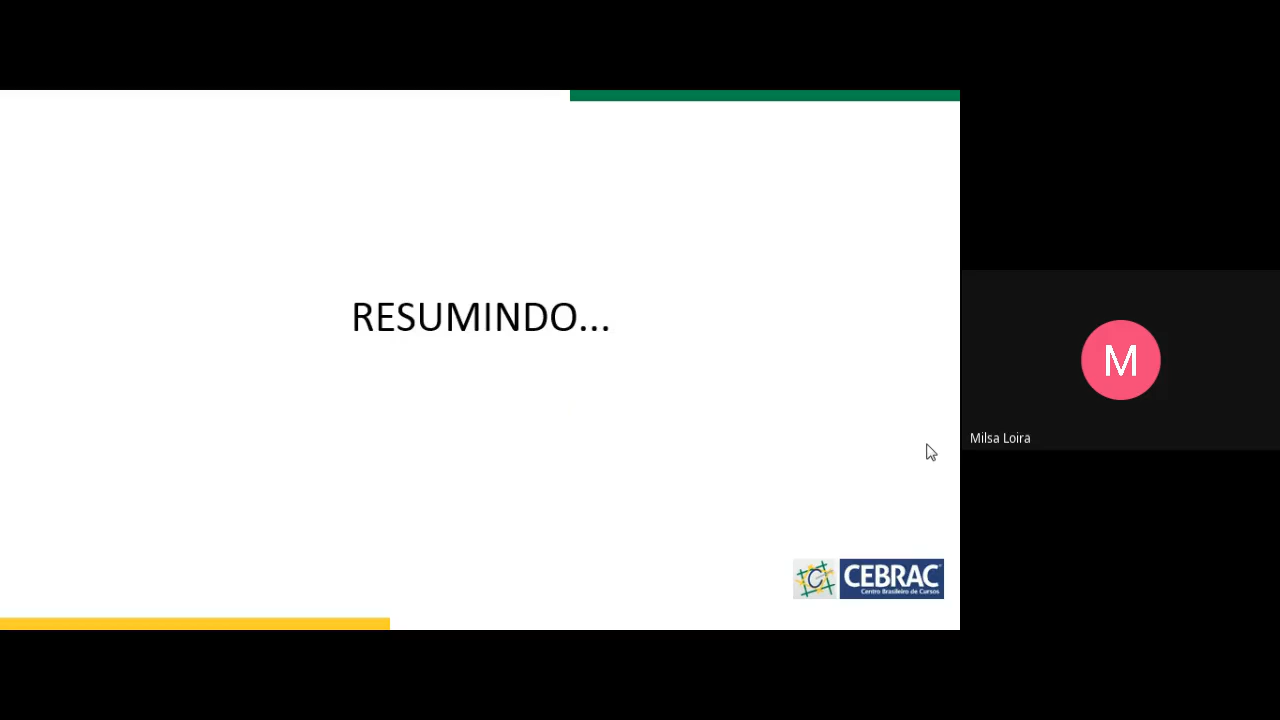 RESUMINDO...
M
Milsa Loira
C
CEBRAC
Centro Brasileiro de Cursos